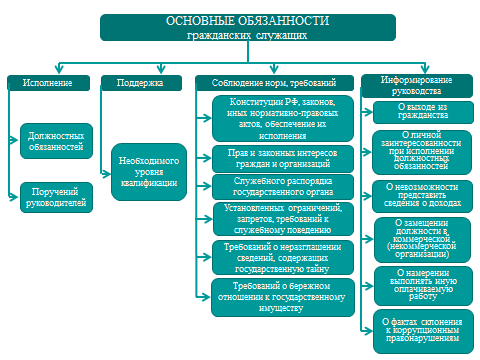 ОСНОВНЫЕ ОБЯЗАННОСТИ
гражданских служащих
Исполнение
Должностных
обязанностей
Поручений
руководителей
Поддержка
Необходимого
уровня
квалификации
Соблюдение норм, требований
Конституции РФ, законов,
иных нормативно-правовых
актов, обеспечение их
исполнения
Прав и законных интересов
граждан и организаций
Служебного распорядка
государственного органа
Установленных ограничений,
запретов, требований к
служебному поведению
Требований о неразглашении
сведений, содержащих
государственную тайну
Требований о бережном
отношении к государственному
имуществу
Информирование
руководства
О выходе из
гражданства
О личной
заинтересованности
при исполнении
должностных
обязанностей
О невозможности
представить
сведения о доходах
О замещении
должности в
коммерческой
(некоммерческой
организации)
О намерении
выполнять иную
оплачиваемую
работу
О фактах склонения
к коррупционным
правонарушениям